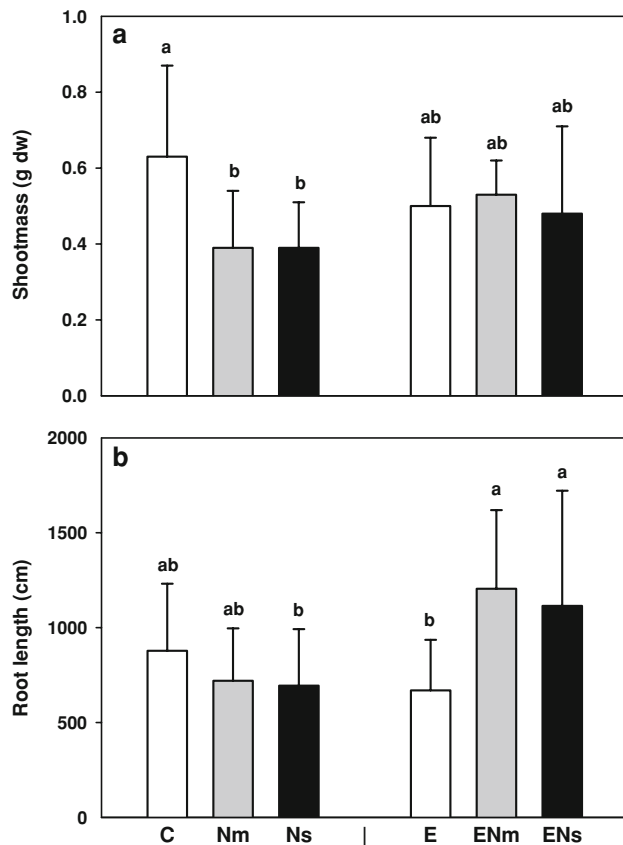 a
1.0
0.8
0.6
0.4
0.2
0.0
Shootmass (g dw)
a
b
b
ab
ab
ab
b
2000
1500
1000
500
0
Root length (cm)
ab
ab
b
b
a
a
C Nm Ns | E ENm ENs